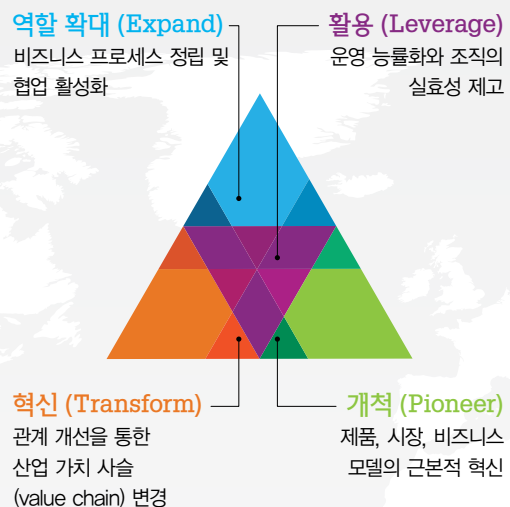 역할 확대 (Expand)
비즈니스 프로세스 정립 및
협업 활성화
활용 (Leverage)
운영 능률화와 조직의
실효성 제고
혁신 (Transform)
관계 개선을 통한
산업 가치 사슬
(value chain) 변경
개척 (Pioneer)
제품, 시장, 비즈니스
모델의 근본적 혁신